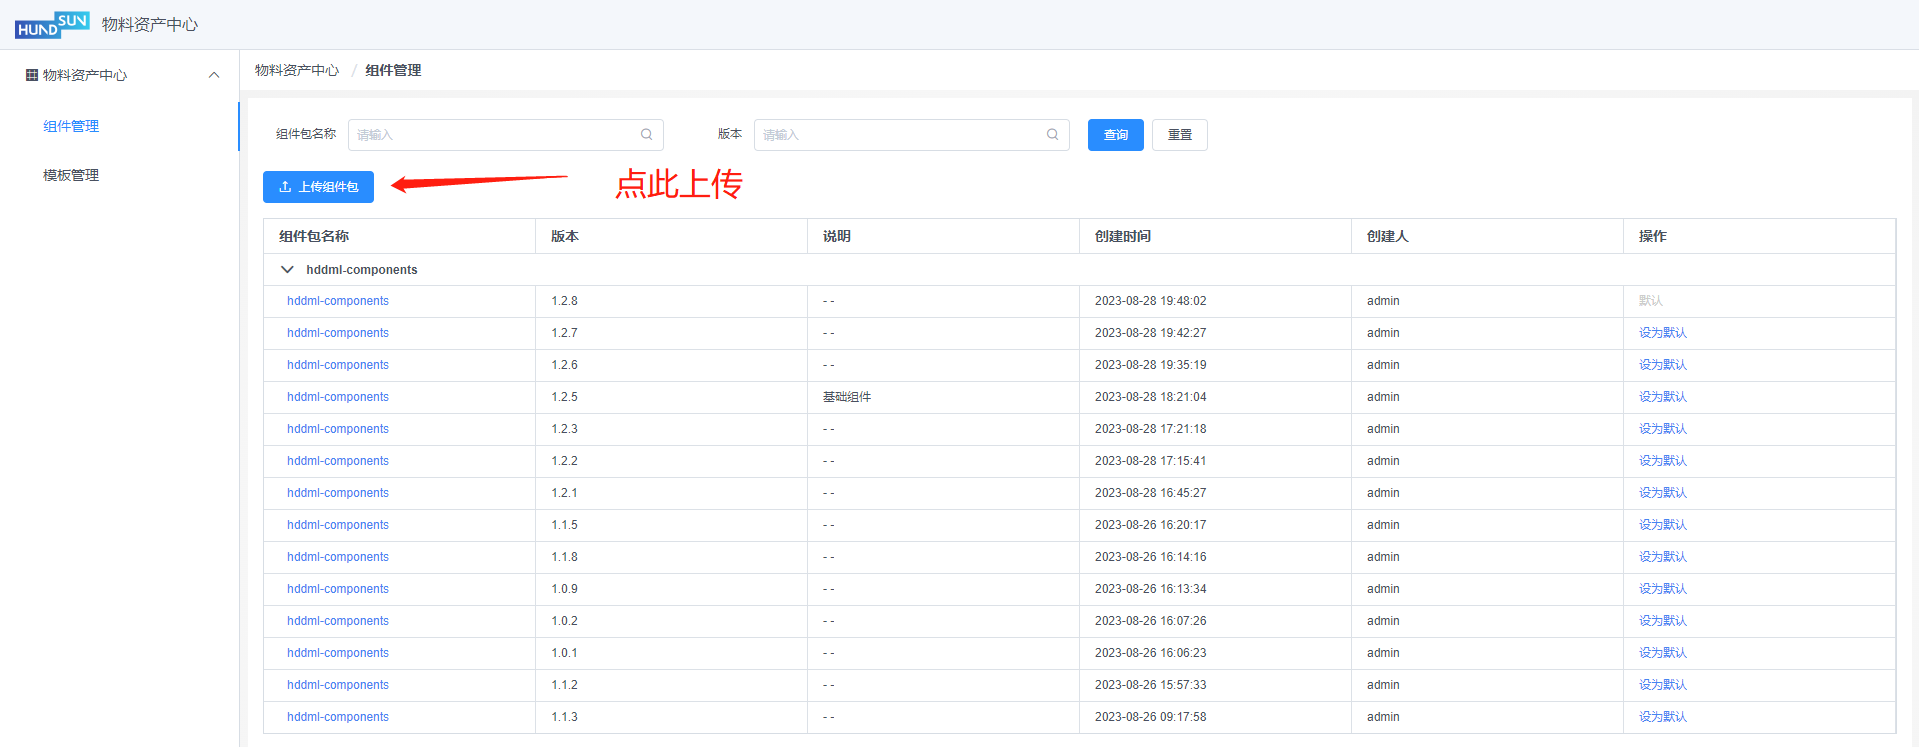 HUNDSUN 物料资产中心
物料资产中心
组件管理
模板管理
物料资产中心 / 组件管理
组件包名称 请输入 版本 请输入 查询 重置
上传组件包 点此上传
组件包名称 版本 说明 创建时间 创建人 操作
hddml-components
hddml-components 1.2.8 -- 2023-08-28 19:48:02 admin 默认
hddml-components 1.2.7 -- 2023-08-28 19:42:27 admin 设为默认
hddml-components 1.2.6 -- 2023-08-28 19:35:19 admin 设为默认
hddml-components 1.2.5 基础组件 2023-08-28 18:21:04 admin 设为默认
hddml-components 1.2.3 -- 2023-08-28 17:21:18 admin 设为默认
hddml-components 1.2.2 -- 2023-08-28 17:15:41 admin 设为默认
hddml-components 1.2.1 -- 2023-08-28 16:45:27 admin 设为默认
hddml-components 1.1.5 -- 2023-08-26 16:20:17 admin 设为默认
hddml-components 1.1.8 -- 2023-08-26 16:14:16 admin 设为默认
hddml-components 1.0.9 -- 2023-08-26 16:13:34 admin 设为默认
hddml-components 1.0.2 -- 2023-08-26 16:07:26 admin 设为默认
hddml-components 1.0.1 -- 2023-08-26 16:06:23 admin 设为默认
hddml-components 1.1.2 -- 2023-08-26 15:57:33 admin 设为默认
hddml-components 1.1.3 -- 2023-08-26 09:17:58 admin 设为默认